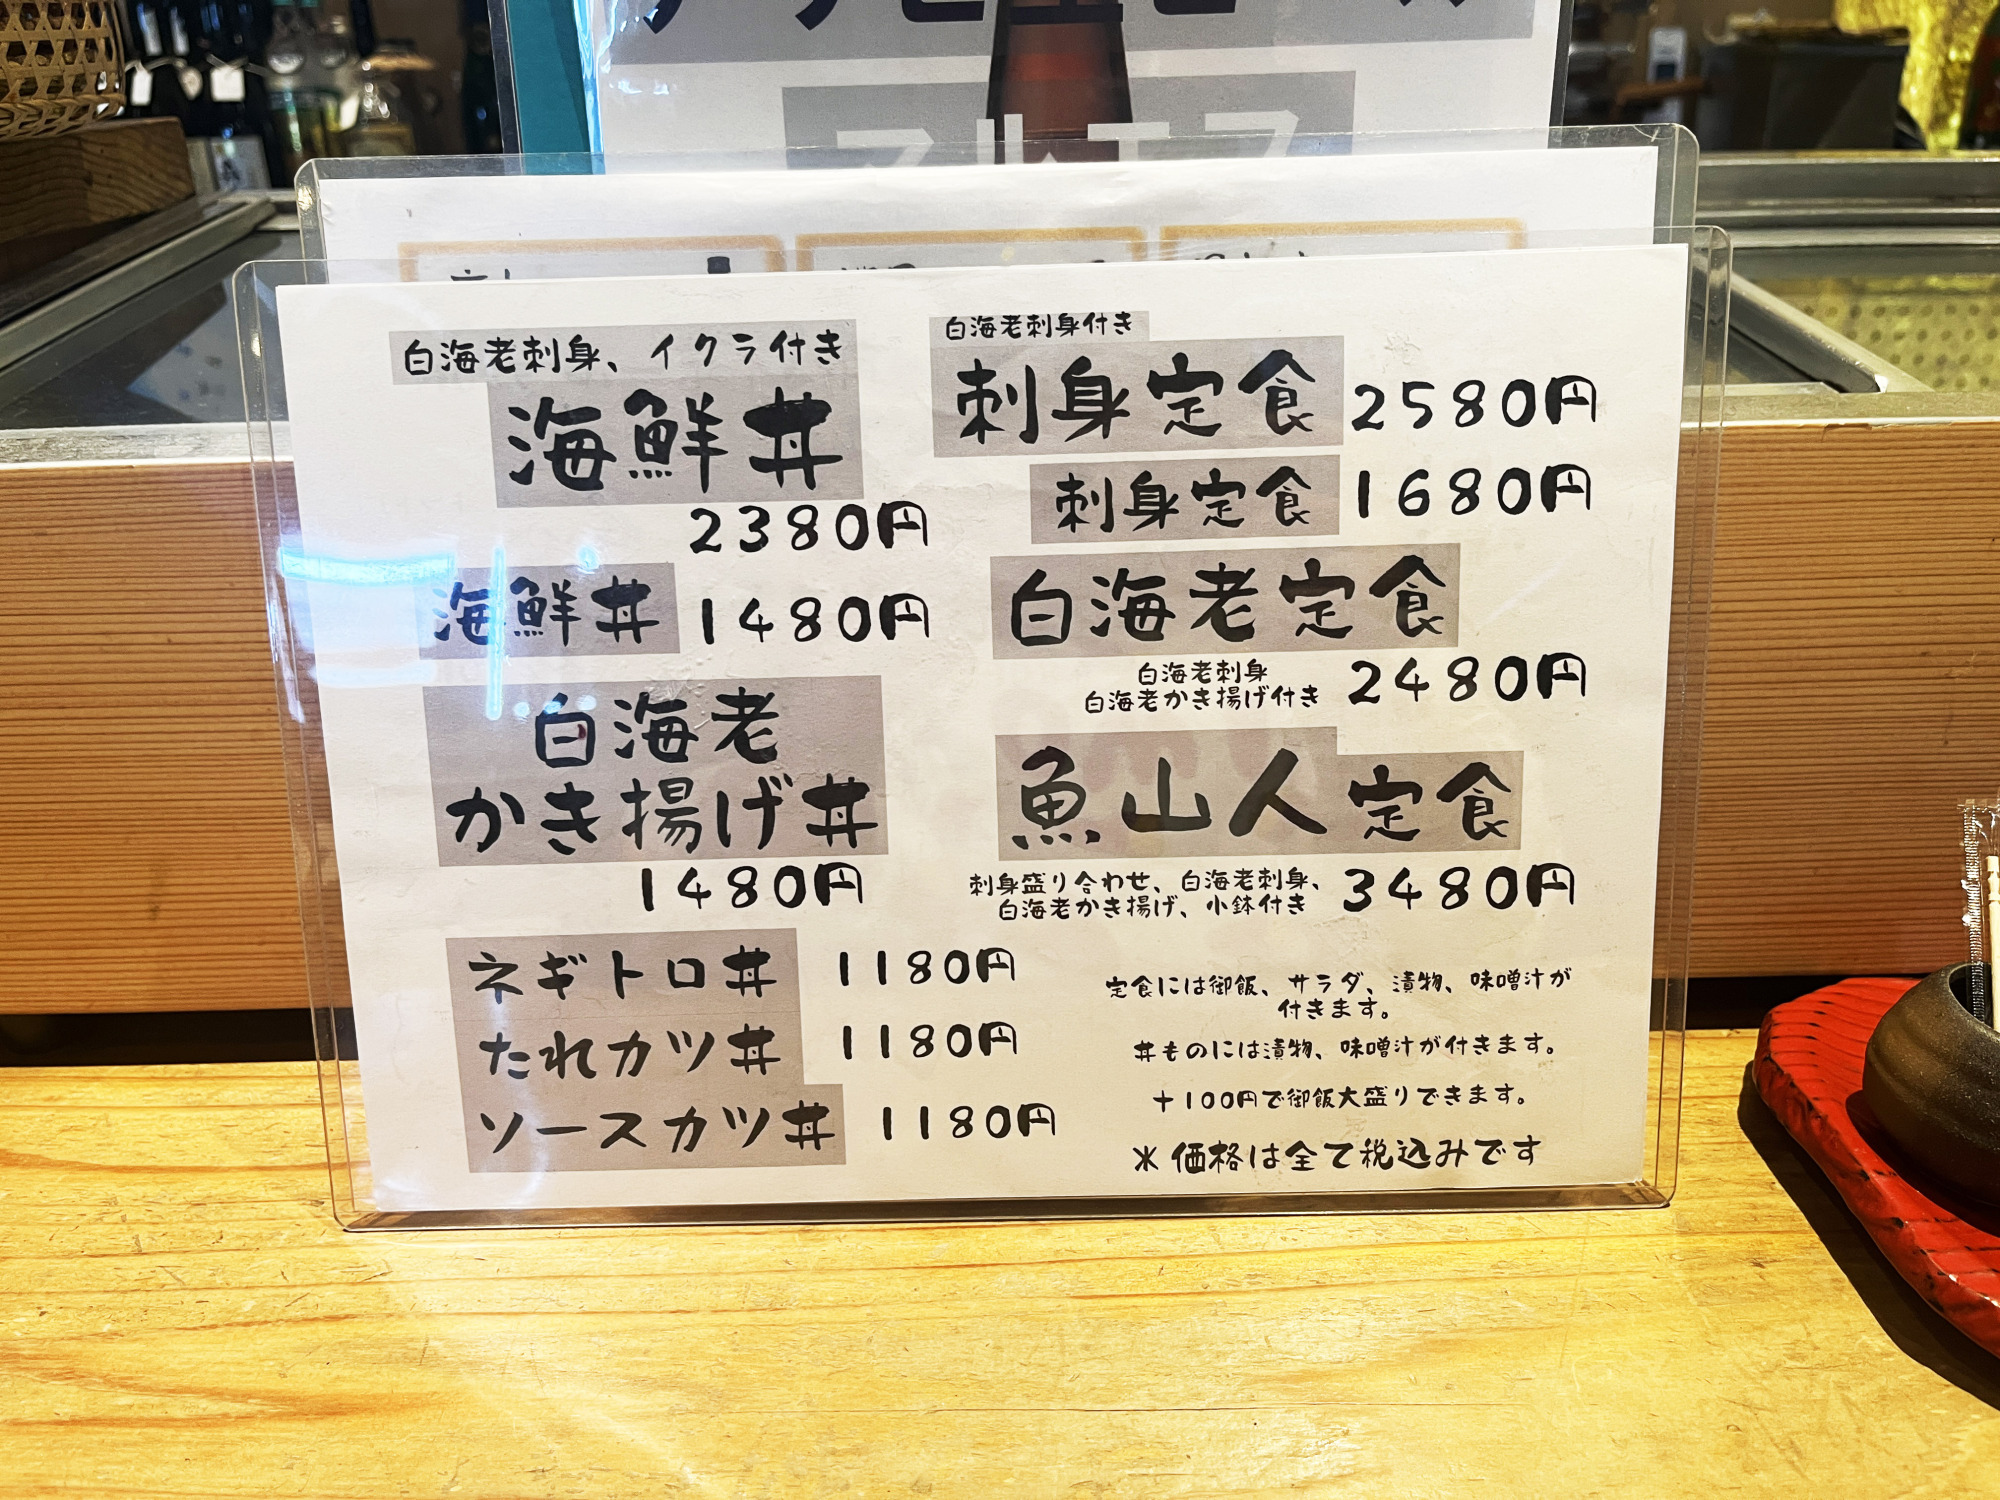 マルエフ
白海老刺身、イクラ付き
海鮮丼
2380円
海鮮丼 1480円
白海老
かき揚げ丼
1480円
ネギトロ丼 1180円
たれカツ丼 1180円
ソースカツ丼 1180円
白海老刺身付き
刺身定食 2580円
刺身定食 1680円
白海老定食
白海老刺身
白海老かき揚げ付き 2480円
魚山人定食
刺身盛り合わせ、白海老刺身、
白海老かき揚げ、小鉢付き 3480円
定食には御飯、サラダ、漬物、味噌汁が
付きます。
丼ものには漬物、味噌汁が付きます。
+100円で御飯大盛りできます。
※価格は全て税込みです